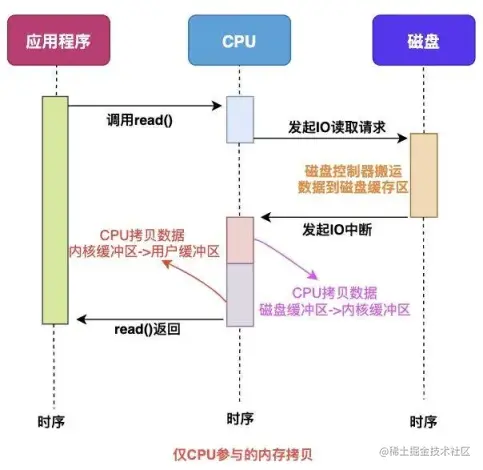 应用程序
CPU
磁盘
调用read()
发起IO读取请求
磁盘控制器搬运
数据到磁盘缓存区
发起IO中断
CPU拷贝数据
内核缓冲区->用户缓冲区
CPU拷贝数据
磁盘缓冲区->内核缓冲区
read()返回
时序
时序
时序
仅CPU参与的内存拷贝
@稀土掘金技术社区